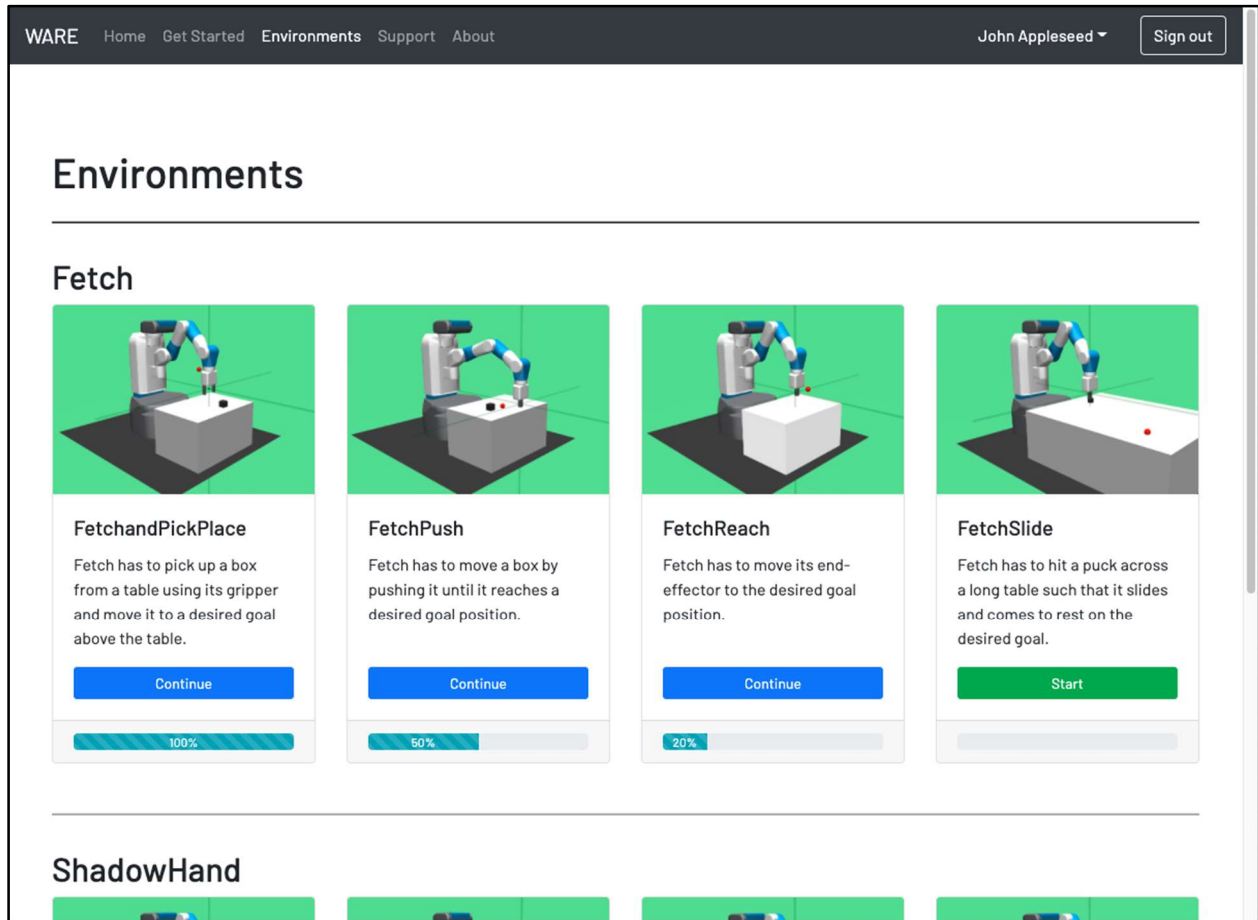 WARE Home Get Started Environments Support About John Appleseed Sign out
Environments
Fetch
FetchandPickPlace
Fetch has to pick up a box
from a table using its gripper
and move it to a desired goal
above the table.
Continue
100%
FetchPush
Fetch has to move a box by
pushing it until it reaches a
desired goal position.
Continue
50%
FetchReach
Fetch has to move its end-
effector to the desired goal
position.
Continue
20%
FetchSlide
Fetch has to hit a puck across
a long table such that it slides
and comes to rest on the
desired goal.
Start
ShadowHand